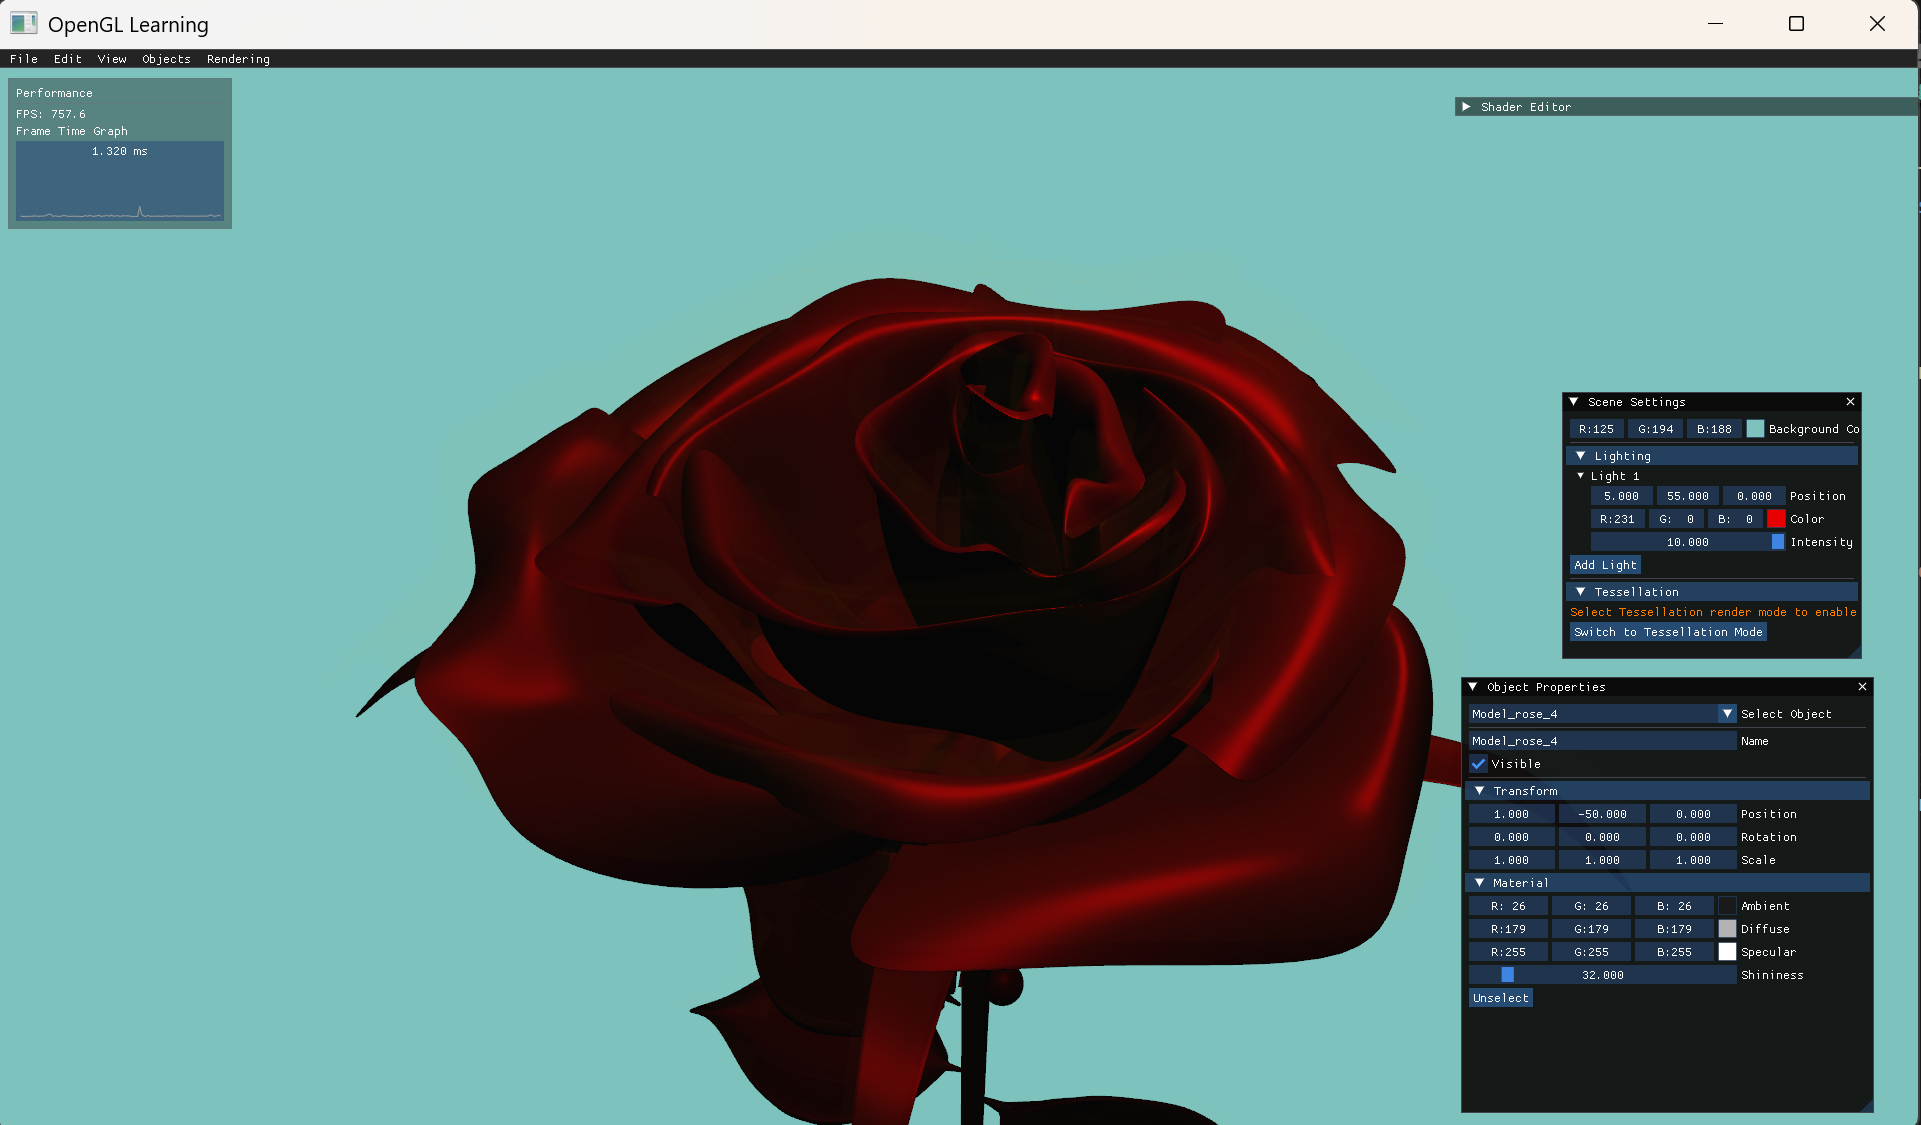 OpenGL Learning
File Edit View Objects Rendering
Performance
FPS: 757.6
Frame Time Graph
1.320 ms
Shader Editor
Scene Settings
R:125 G:194 B:188 Background Co
Lighting
Light 1
5.000 55.000 0.000 Position
R:231 G: 0 B: 0 Color
10.000 Intensity
Add Light
Tessellation
Select Tessellation render mode to enable
Switch to Tessellation Mode
Object Properties
Model_rose_4 Select Object
Model_rose_4 Name
Visible
Transform
1.000 -50.000 0.000 Position
0.000 0.000 0.000 Rotation
1.000 1.000 1.000 Scale
Material
R: 26 G: 26 B: 26 Ambient
R:179 G:179 B:179 Diffuse
R:255 G:255 B:255 Specular
32.000 Shininess
Unselect